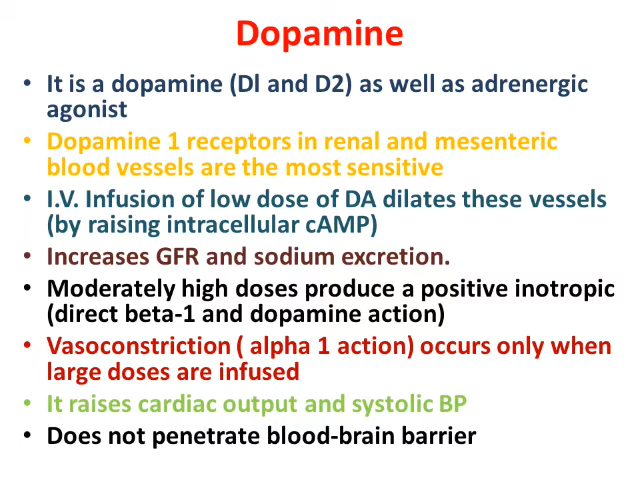 Dopamine
• It is a dopamine (Dl and D2) as well as adrenergic
agonist
• Dopamine 1 receptors in renal and mesenteric
blood vessels are the most sensitive
• I.V. Infusion of low dose of DA dilates these vessels
(by raising intracellular cAMP)
• Increases GFR and sodium excretion.
• Moderately high doses produce a positive inotropic
(direct beta-1 and dopamine action)
• Vasoconstriction ( alpha 1 action) occurs only when
large doses are infused
• It raises cardiac output and systolic BP
• Does not penetrate blood-brain barrier